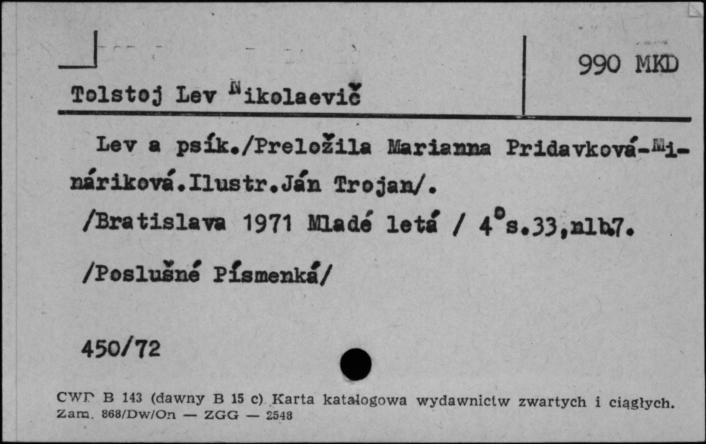 990 MKD
Tolstoj Lev Nikolaevič
Lev a psík./Preložila Marianna Pridavková-Mi-
náriková.Ilustr.Ján Trojan/.
/Bratislava 1971 Mladé letá / 4°s.33,nlb7.
/Poslušné Písmenká/
450/72
CWD B 143 (dawny B 15 c) Karta katalogowa wydawnictw zwartych i ciągłych.
Zam. 868/Dw/On — ZGG — 2548